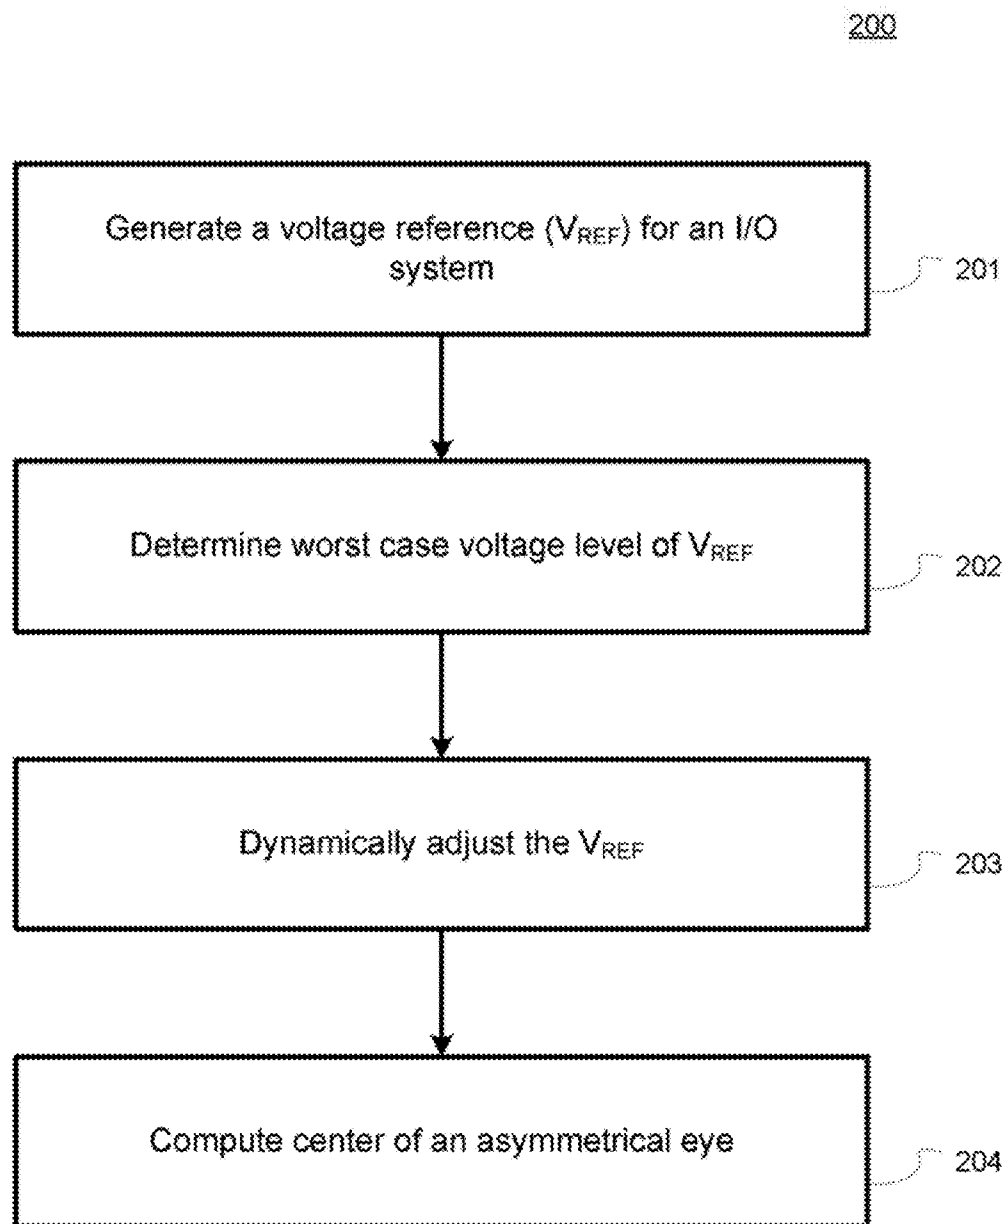 200
Generate a voltage reference (VREF) for an I/O
system
201
Determine worst case voltage level of VREF
202
Dynamically adjust the VREF
203
Compute center of an asymmetrical eye
204